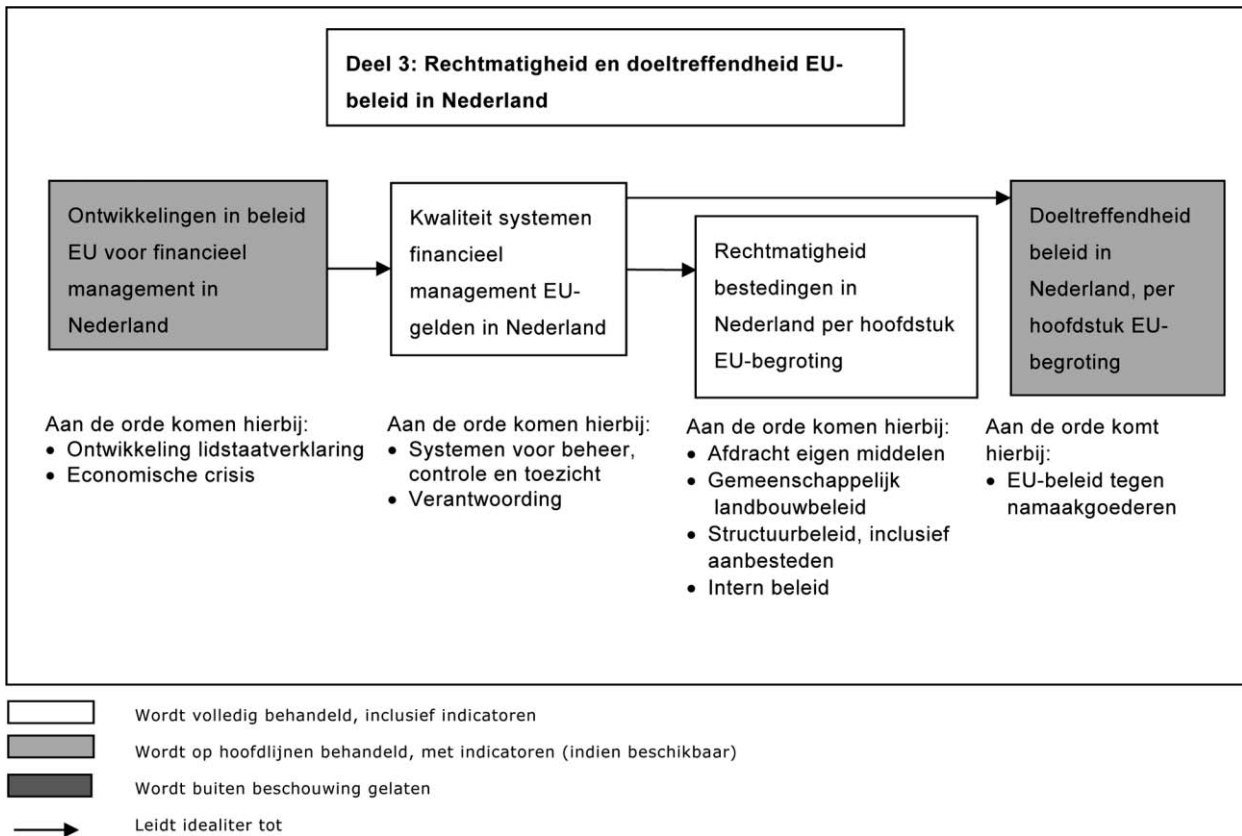 Deel 3: Rechtmatigheid en doeltreffendheid EU-
beleid in Nederland
Ontwikkelingen in beleid
EU voor financieel
management in
Nederland
Kwaliteit systemen
financieel
management EU-
gelden in Nederland
Rechtmatigheid
bestedingen in
Nederland per hoofdstuk
EU-begroting
Doeltreffendheid
beleid in
Nederland, per
hoofdstuk EU-
begroting
Aan de orde komen hierbij:
• Ontwikkeling lidstaatverklaring
• Economische crisis
Aan de orde komen hierbij:
• Systemen voor beheer,
controle en toezicht
• Verantwoording
Aan de orde komen hierbij:
• Afdracht eigen middelen
• Gemeenschappelijk
landbouwbeleid
• Structuurbeleid, inclusief
aanbesteden
• Intern beleid
Aan de orde komt
hierbij:
• EU-beleid tegen
namaakgoederen
Wordt volledig behandeld, inclusief indicatoren
Wordt op hoofdlijnen behandeld, met indicatoren (indien beschikbaar)
Wordt buiten beschouwing gelaten
Leidt idealiter tot